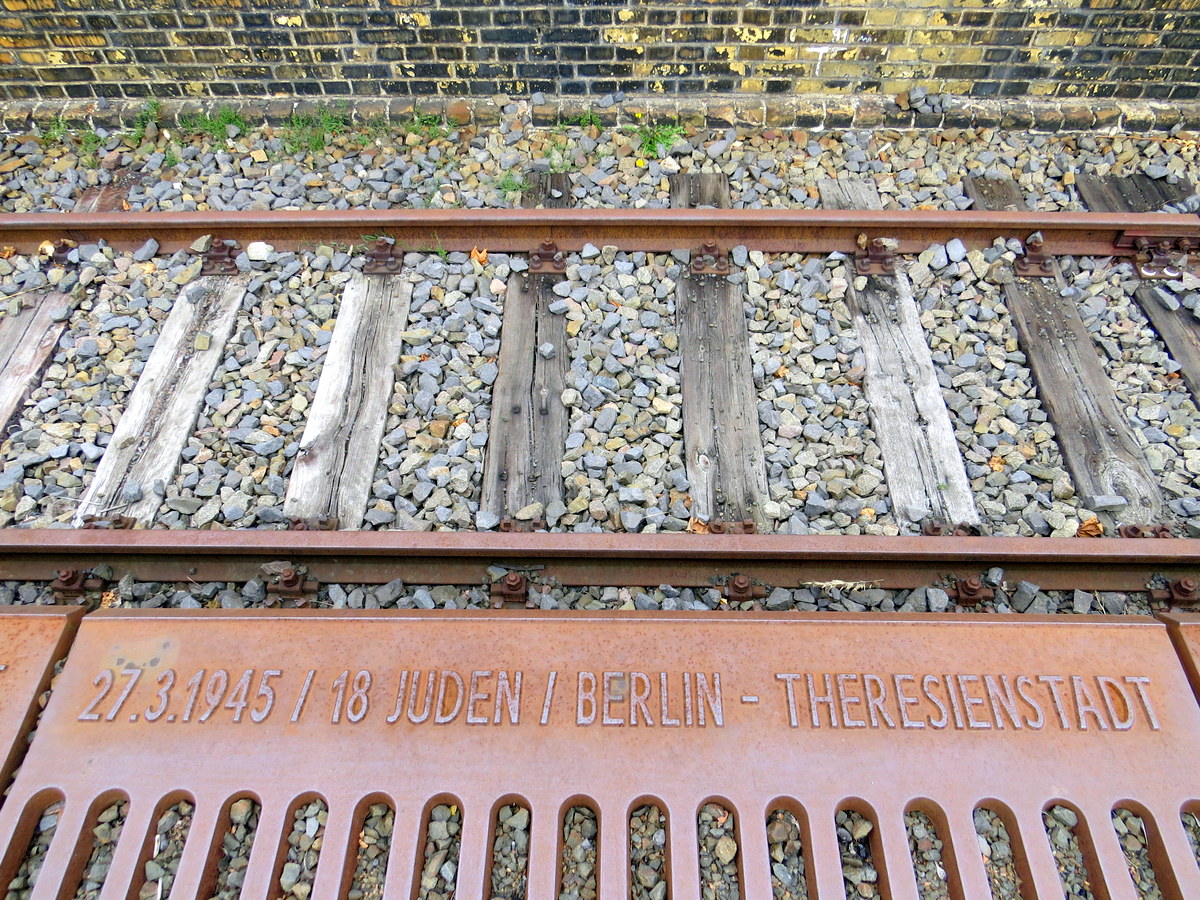 27.3.1945 / 18 JUDEN / BERLIN - THERESIENSTADT